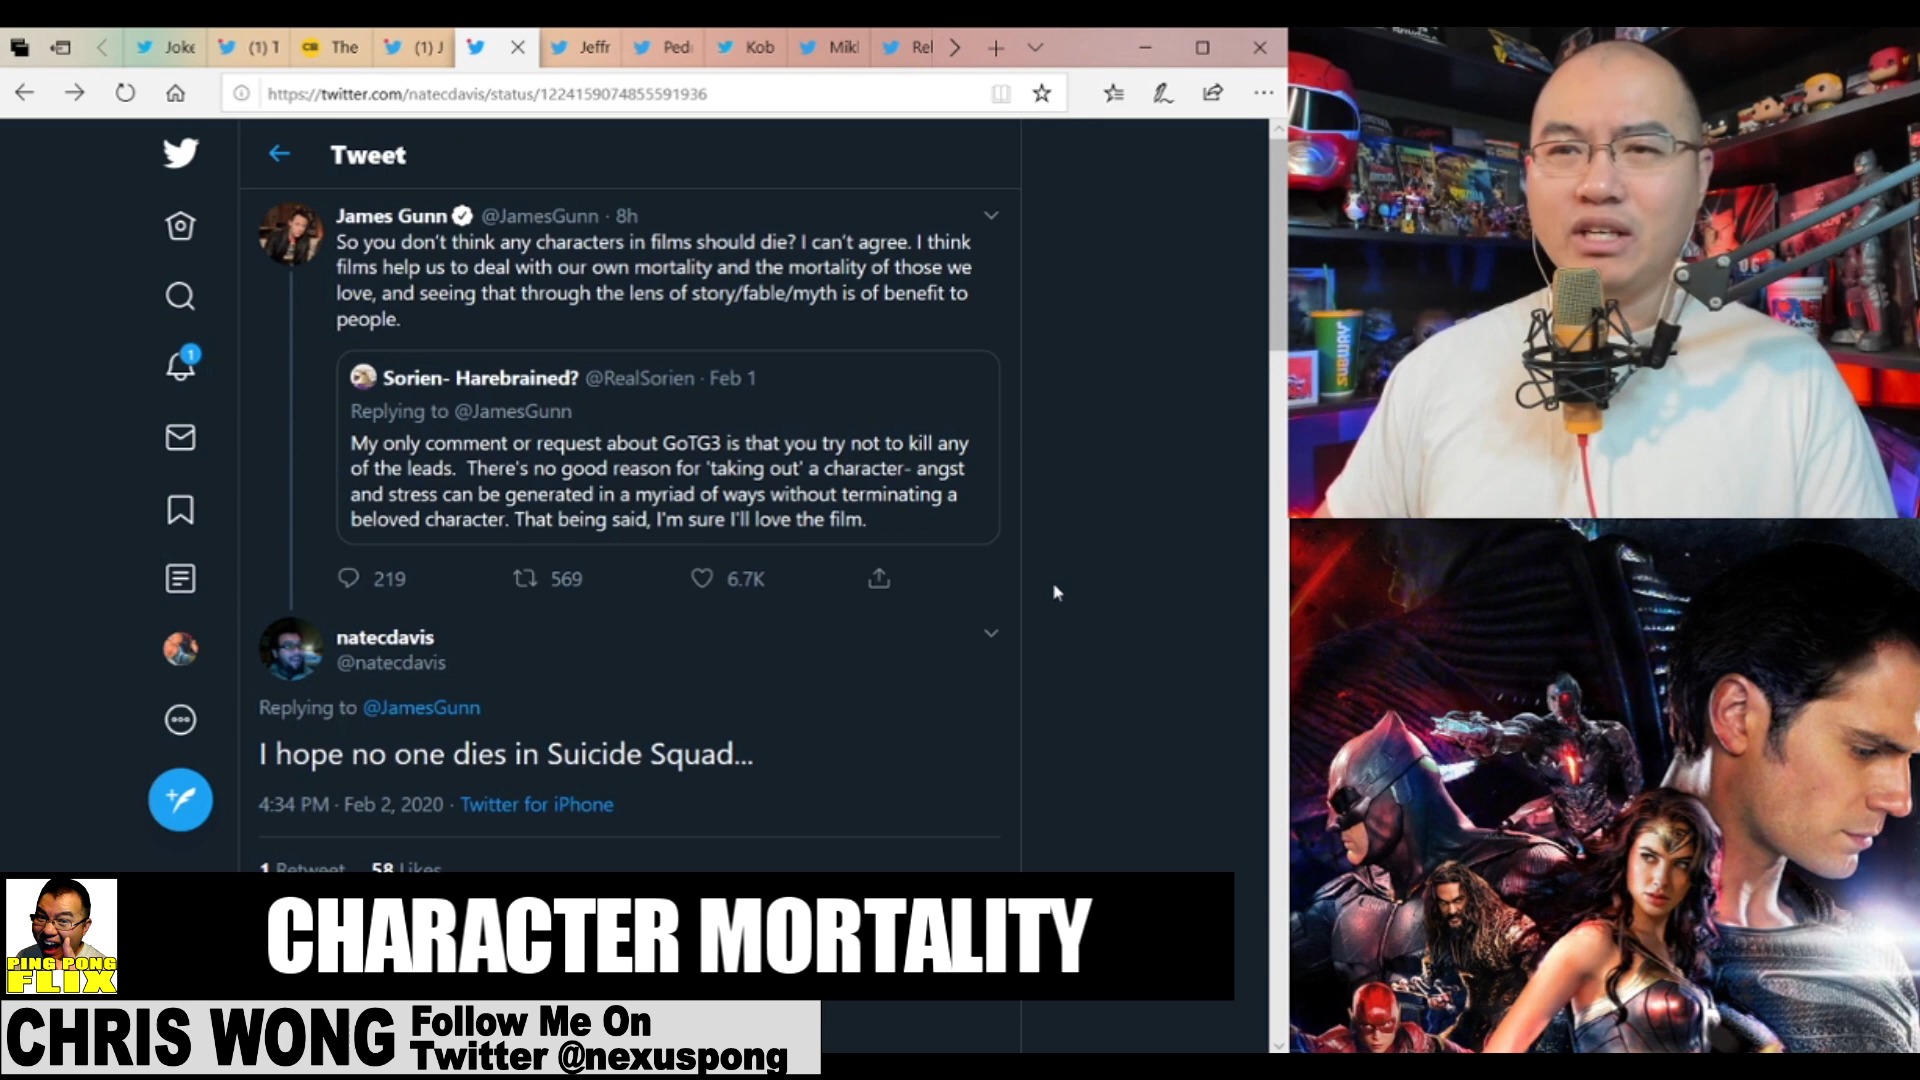 Joke
(1) T
The
(1) J
Jeffr
Ped
Kob
Mikl
Rel
https://twitter.com/natecdavis/status/1224159074855591936
Tweet
James Gunn @JamesGunn · 8h
So you don't think any characters in films should die? I can't agree. I think
films help us to deal with our own mortality and the mortality of those we
love, and seeing that through the lens of story/fable/myth is of benefit to
people.
Sorien- Harebrained? @RealSorien · Feb 1
Replying to @JamesGunn
My only comment or request about GoTG3 is that you try not to kill any
of the leads. There's no good reason for 'taking out' a character- angst
and stress can be generated in a myriad of ways without terminating a
beloved character. That being said, I'm sure I'll love the film.
219 569 6.7K
1
natecdavis
@natecdavis
Replying to @JamesGunn
I hope no one dies in Suicide Squad...
4:34 PM · Feb 2, 2020 · Twitter for iPhone
1 Retweet 58 Likes
SUBWAY
PING PONG
FLIX
CHARACTER MORTALITY
CHRIS WONG
Follow Me On
Twitter @nexuspong